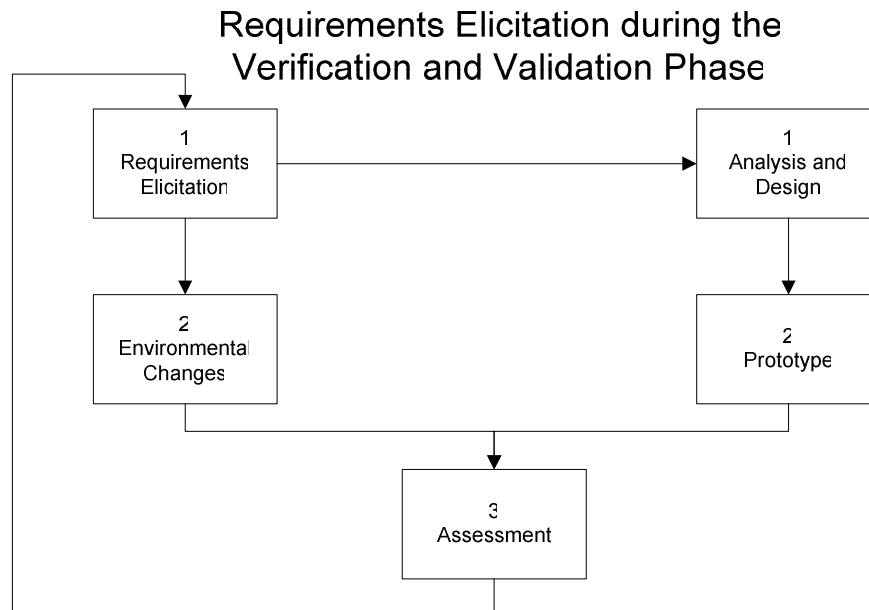 Requirements Elicitation during the
Verification and Validation Phase
1
Requirements
Elicitation
1
Analysis and
Design
2
Environmental
Changes
2
Prototype
3
Assessment